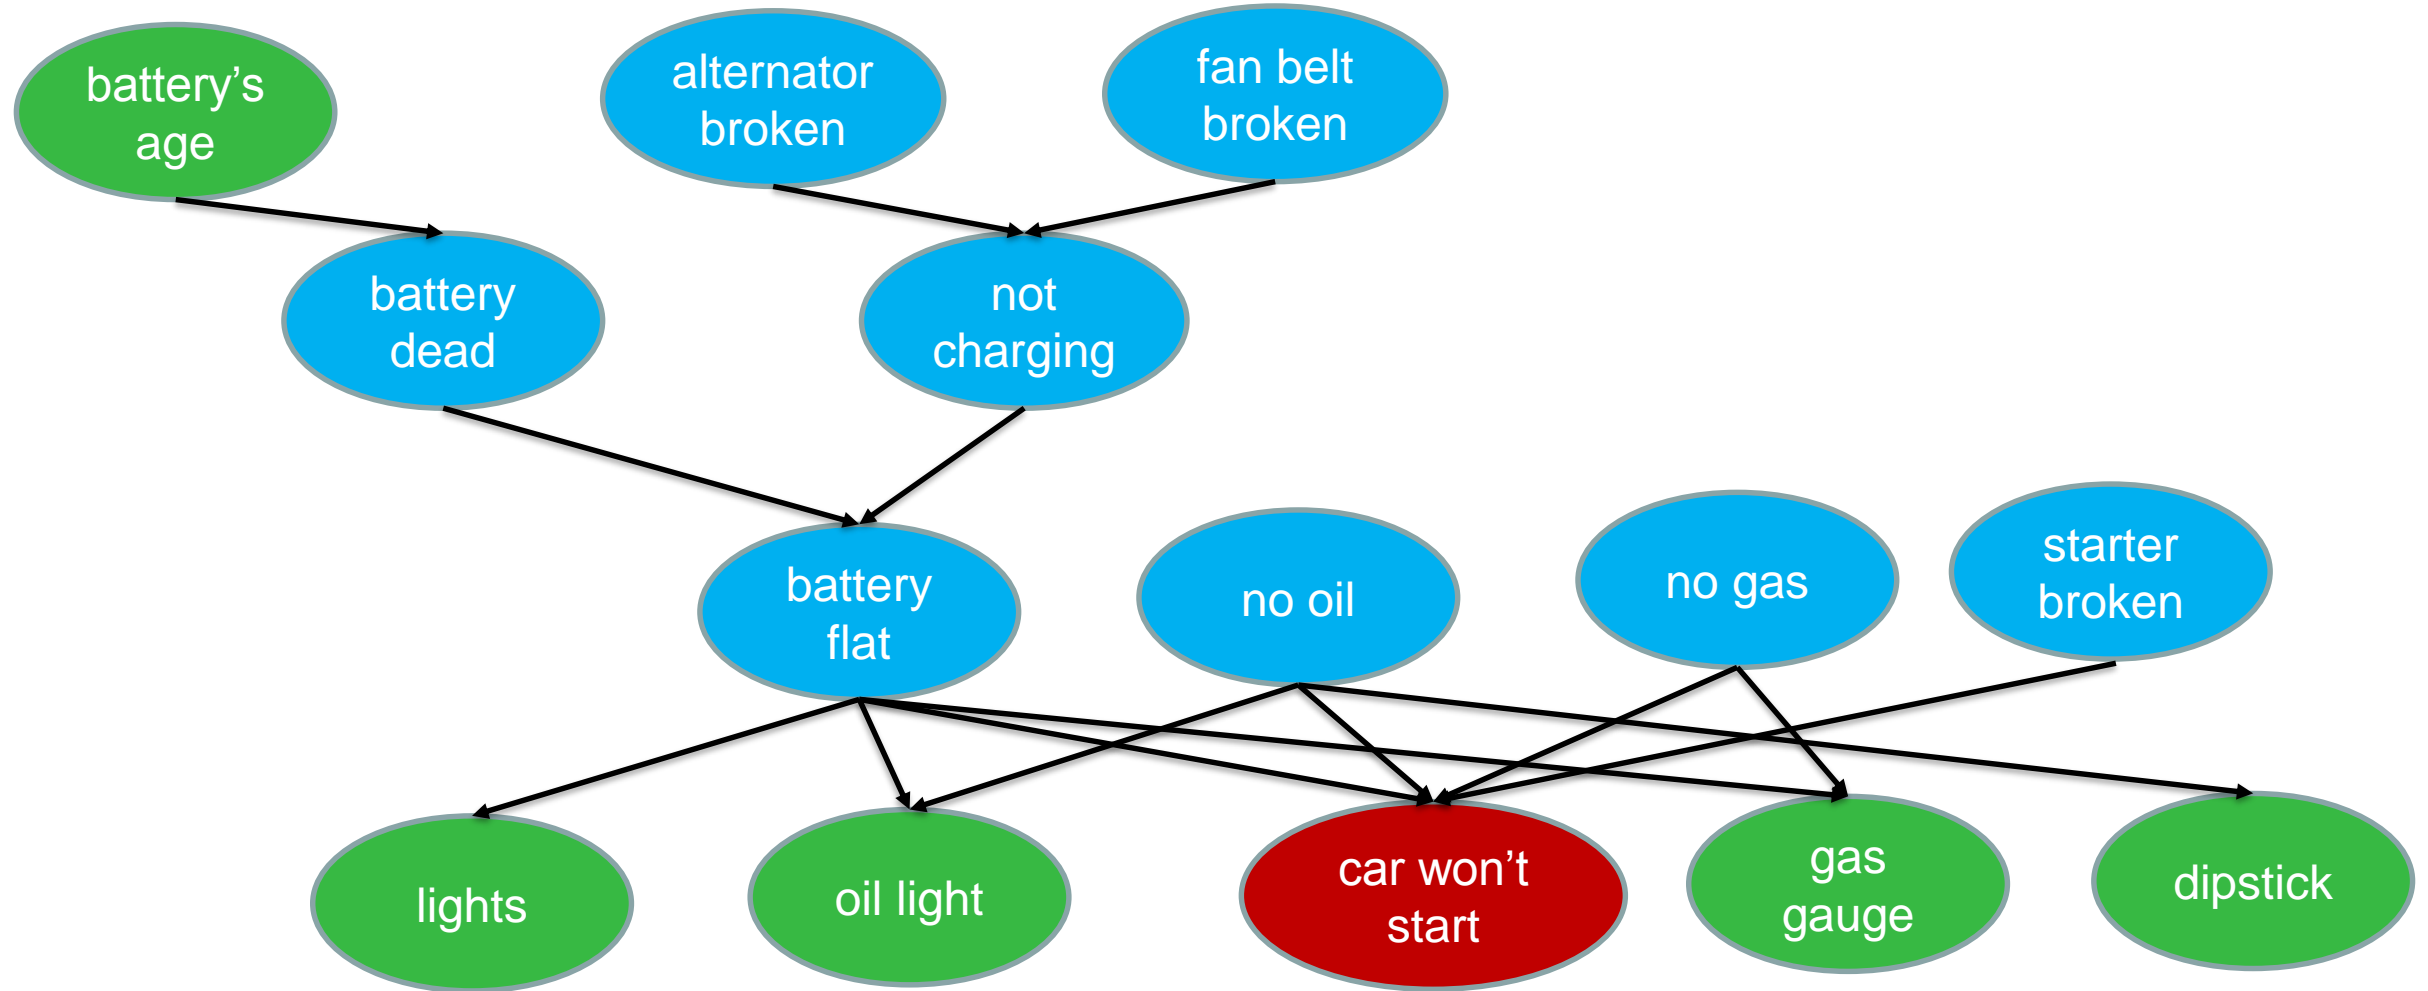 battery’s
age
alternator
broken
fan belt
broken
battery
dead
not
charging
battery
flat
no oil
no gas
starter
broken
lights
oil light
car won’t
start
gas
gauge
dipstick